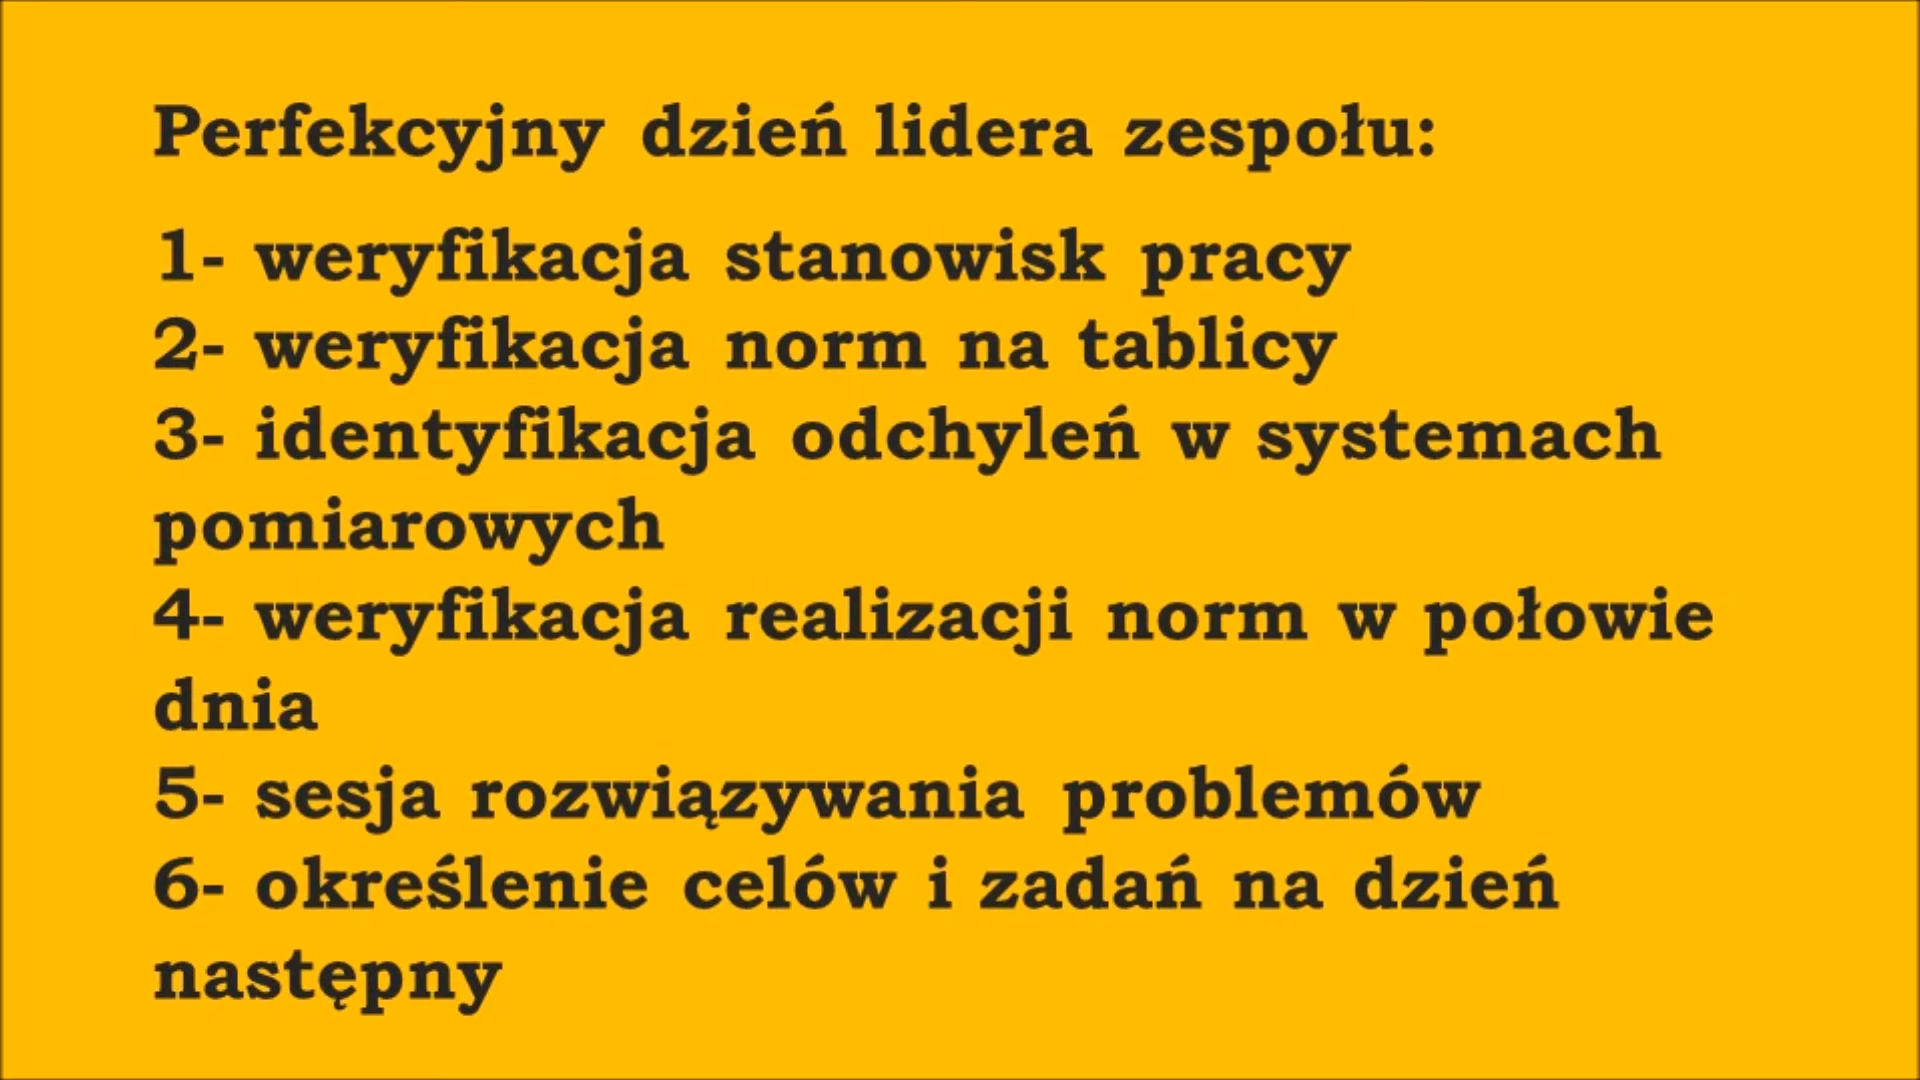 Perfekcyjny dzień lidera zespołu:
1- weryfikacja stanowisk pracy
2- weryfikacja norm na tablicy
3- identyfikacja odchyleń w systemach
pomiarowych
4- weryfikacja realizacji norm w połowie
dnia
5- sesja rozwiązywania problemów
6- określenie celów i zadań na dzień
następny